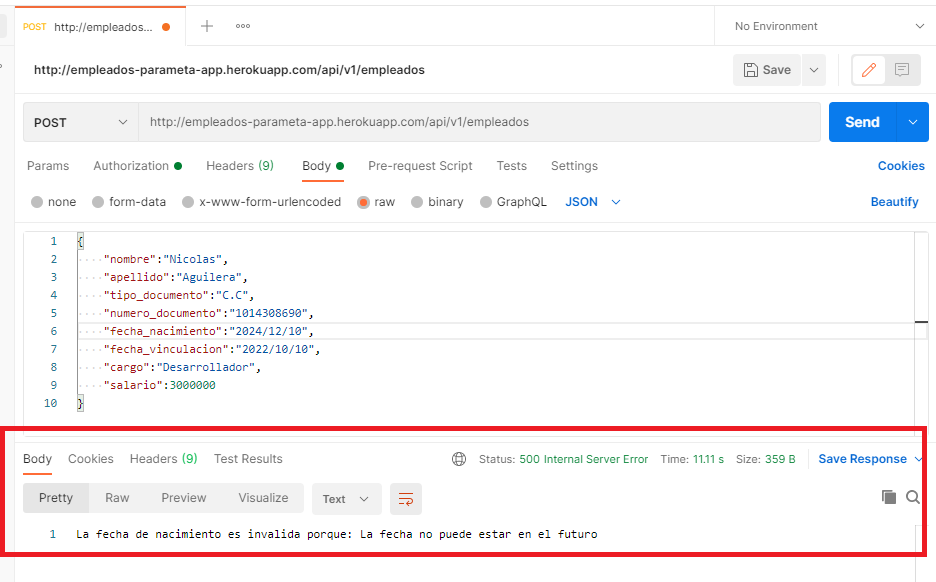 POST http://empleados... No Environment
http://empleados-parameta-app.herokuapp.com/api/v1/empleados Save
POST http://empleados-parameta-app.herokuapp.com/api/v1/empleados Send
Params Authorization Headers (9) Body Pre-request Script Tests Settings Cookies
none form-data x-www-form-urlencoded raw binary GraphQL JSON Beautify
1 {
2 "nombre":"Nicolas",
3 "apellido":"Aguilera",
4 "tipo_documento":"C.C",
5 "numero_documento":"1014308690",
6 "fecha_nacimiento":"2024/12/10",
7 "fecha_vinculacion":"2022/10/10",
8 "cargo":"Desarrollador",
9 "salario":3000000
10 }
Body Cookies Headers (9) Test Results Status: 500 Internal Server Error Time: 11.11 s Size: 359 B Save Response
Pretty Raw Preview Visualize Text
1 La fecha de nacimiento es invalida porque: La fecha no puede estar en el futuro